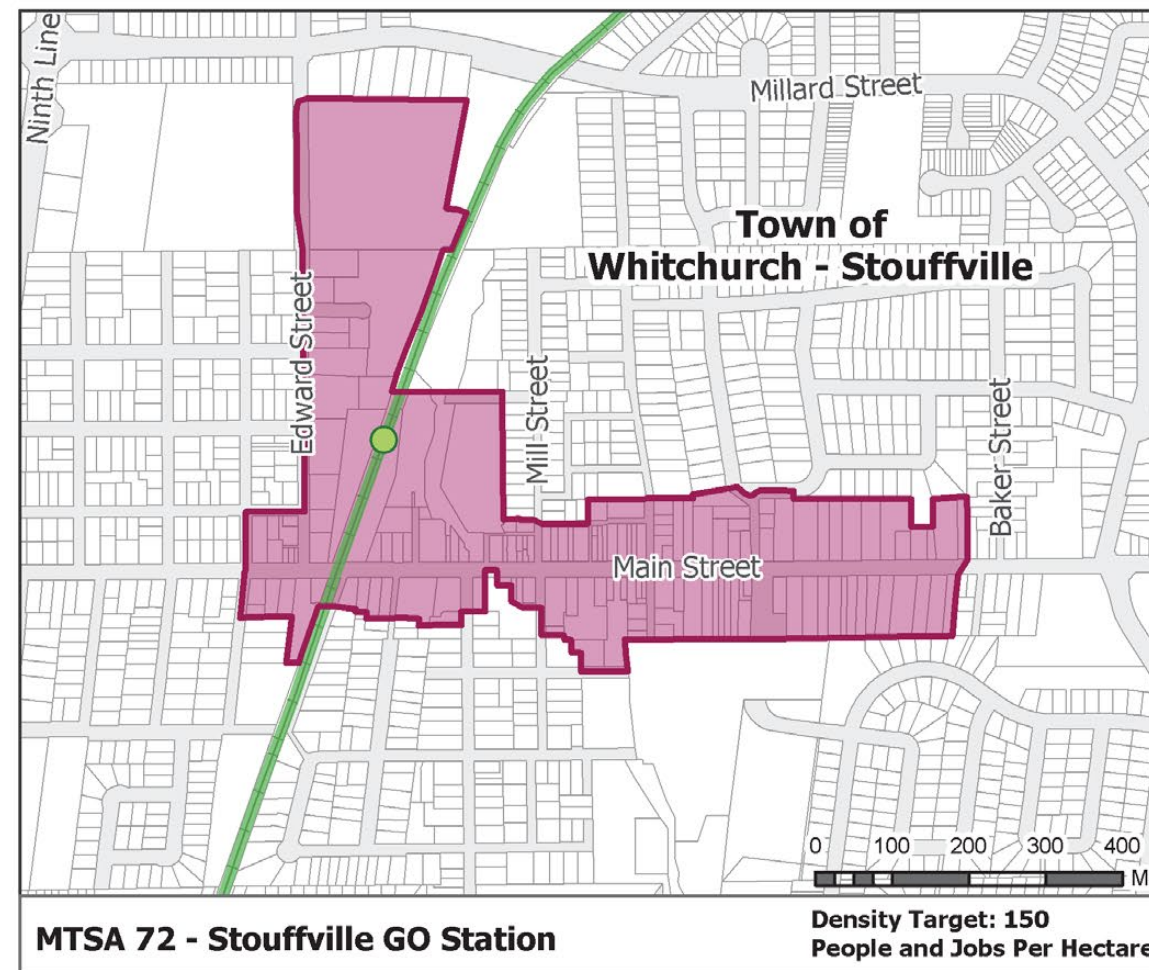 Ninth Line
Millard Street
Town of
Whitchurch - Stouffville
Edward Street
Mill Street
Baker Street
Main Street
0 100 200 300 400
M
MTSA 72 - Stouffville GO Station
Density Target: 150
People and Jobs Per Hectare